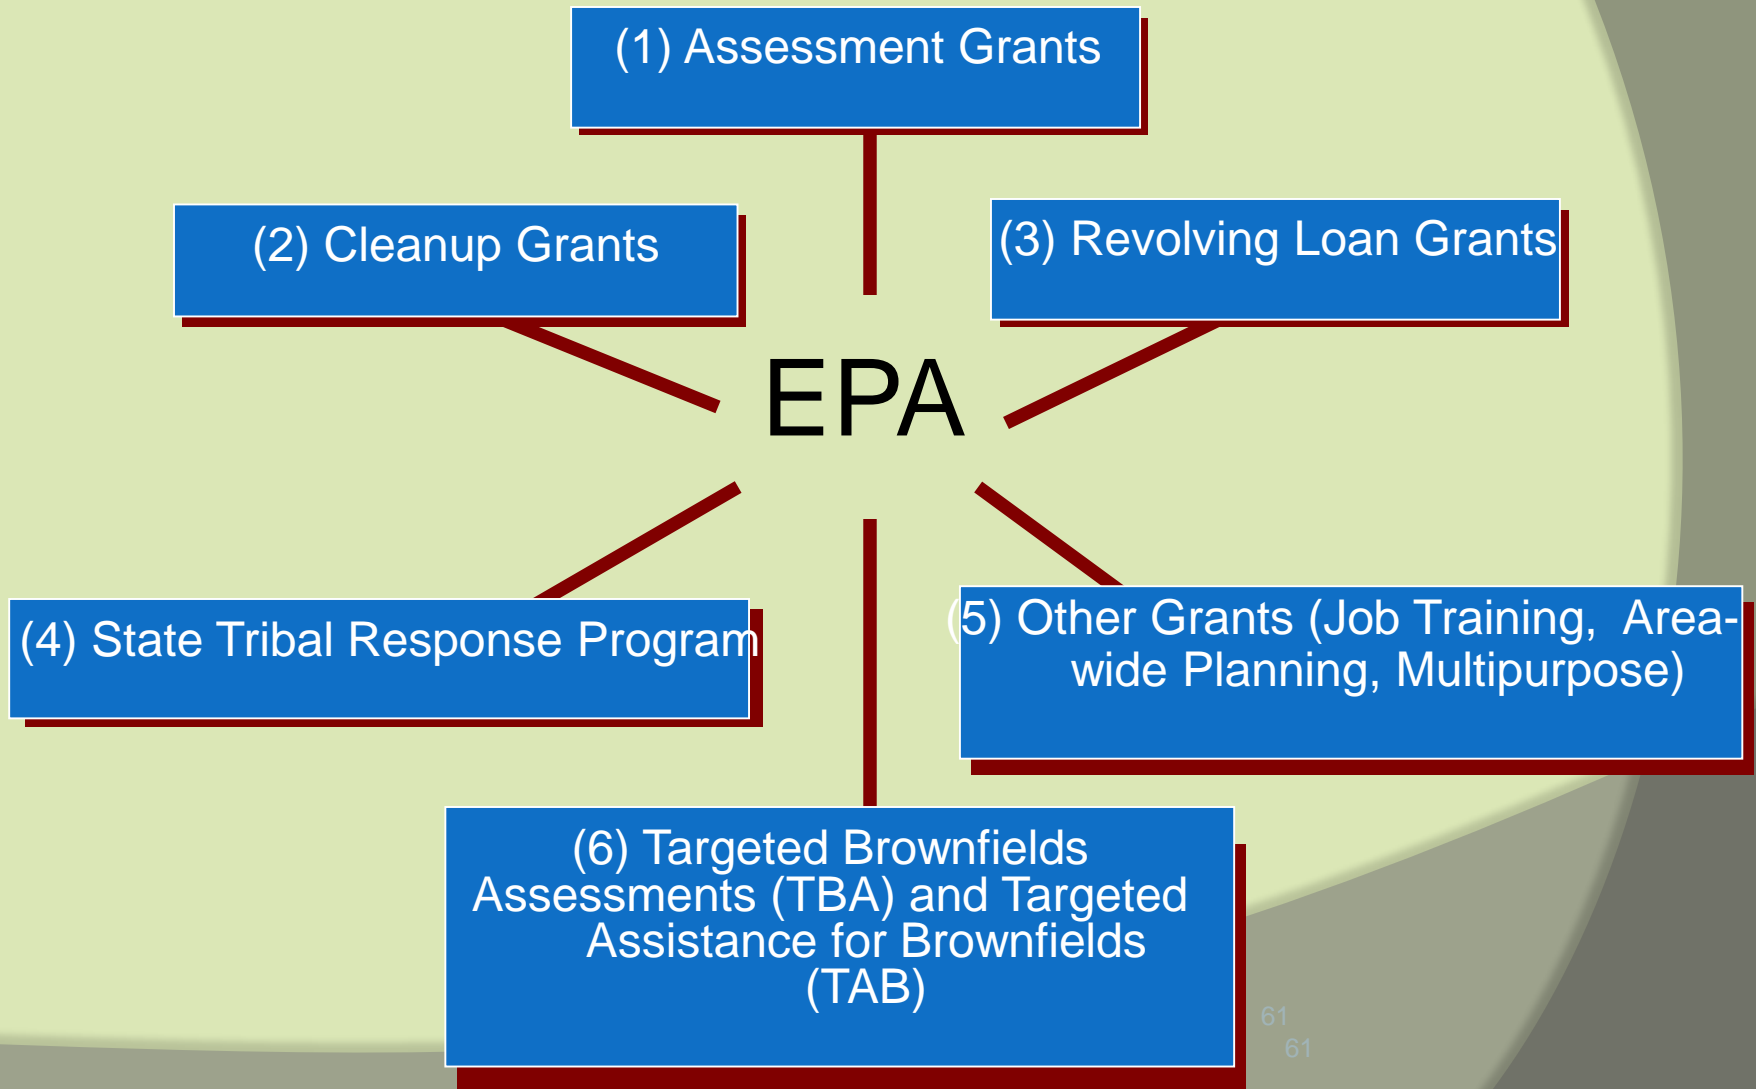 (1) Assessment Grants
(2) Cleanup Grants
(3) Revolving Loan Grants
EPA
(4) State Tribal Response Program
(5) Other Grants (Job Training, Area-
wide Planning, Multipurpose)
(6) Targeted Brownfields
Assessments (TBA) and Targeted
Assistance for Brownfields
(TAB)
61
61